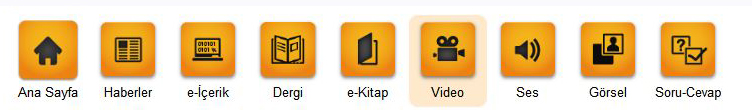 Ana Sayfa Haberler e-İçerik Dergi e-Kitap Video Ses Görsel Soru-Cevap